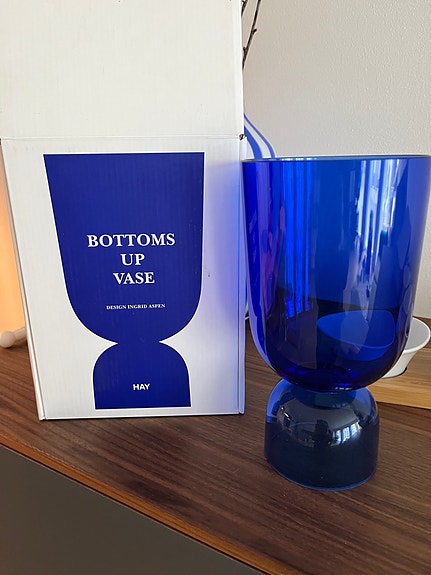 BOTTOMS
UP
VASE
DESIGN INGRID ASPEN
HAY